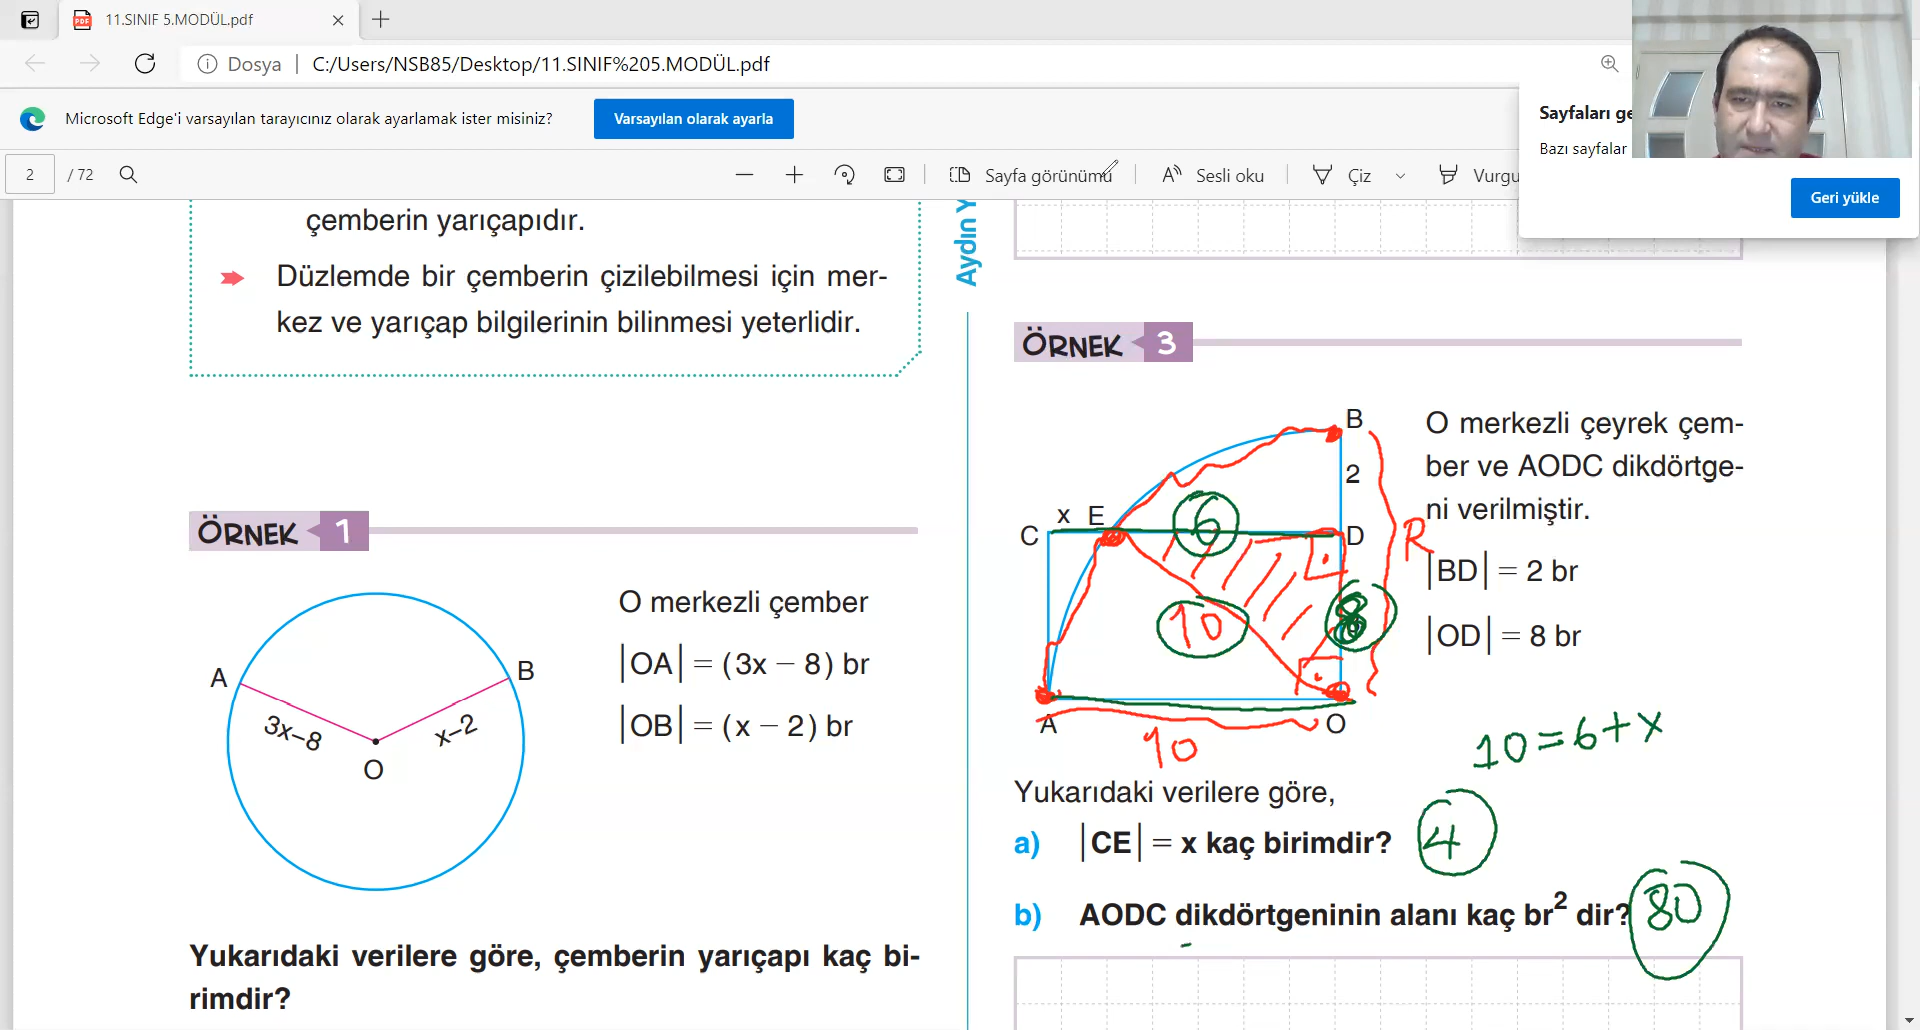 11.SINIF 5.MODÜL.pdf
Dosya | C:/Users/NSB85/Desktop/11.SINIF%205.MODÜL.pdf
Microsoft Edge'i varsayılan tarayıcınız olarak ayarlamak ister misiniz?
Varsayılan olarak ayarla
Sayfaları ge
Bazı sayfalar
Geri yükle
2 / 72
Sayfa görünümü
Sesli oku
Çiz
Vurgu
çemberin yarıçapıdır.
Düzlemde bir çemberin çizilebilmesi için mer-
kez ve yarıçap bilgilerinin bilinmesi yeterlidir.
ÖRNEK 1
A
B
3x–8
x–2
O
O merkezli çember
|OA| = (3x – 8) br
|OB| = (x – 2) br
Yukarıdaki verilere göre, çemberin yarıçapı kaç bi-
rimdir?
Aydın Y
ÖRNEK 3
B
2
C x E 6 D
R
10
8
A O
10
O merkezli çeyrek çem-
ber ve AODC dikdörtge-
ni verilmiştir.
|BD| = 2 br
|OD| = 8 br
10=6+x
Yukarıdaki verilere göre,
a) |CE| = x kaç birimdir? 4
b) AODC dikdörtgeninin alanı kaç br² dir? 80